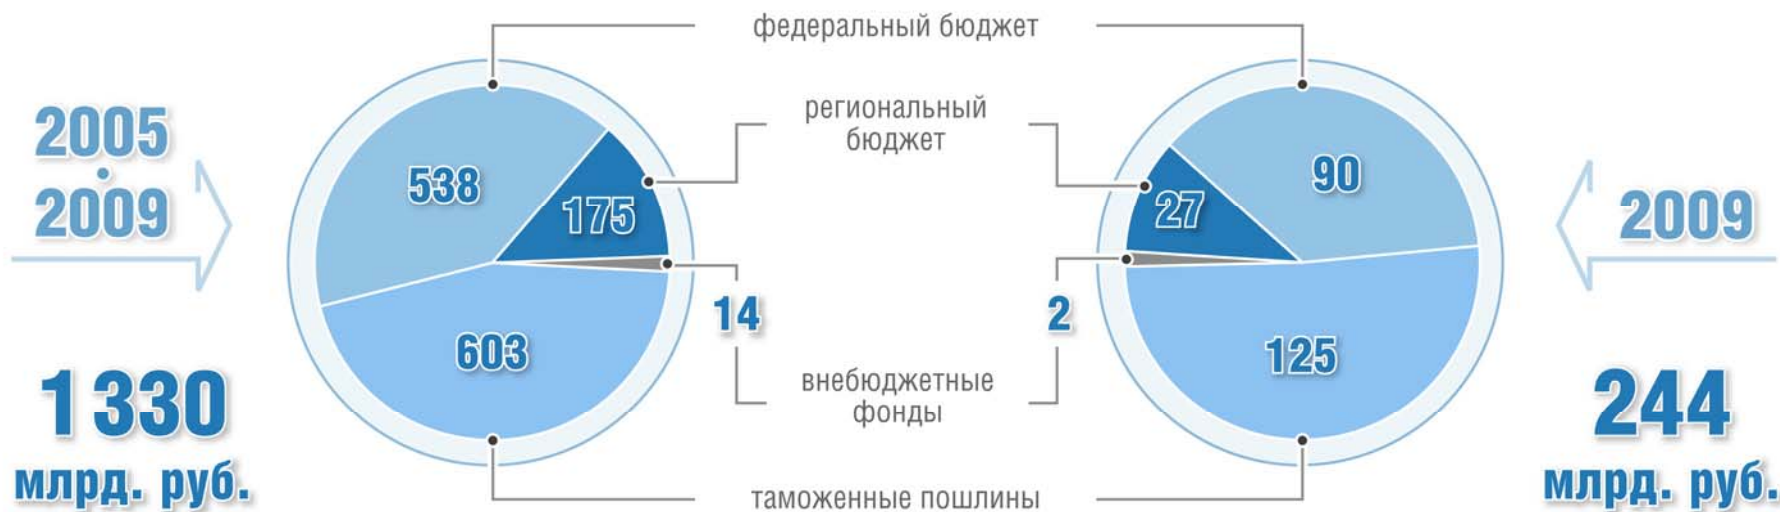 федеральный бюджет
региональный
бюджет
2005
-
2009
538
175
90
27
2009
14
2
603
125
внебюджетные
фонды
1 330
млрд. руб.
244
млрд. руб.
таможенные пошлины